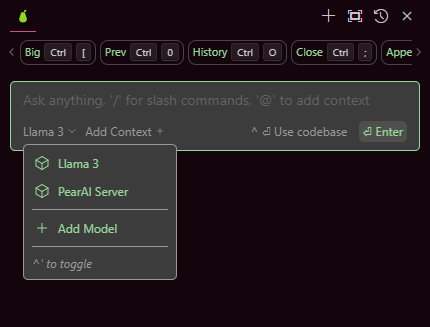 Big Ctrl [ Prev Ctrl 0 History Ctrl O Close Ctrl ; Appe
Ask anything, '/' for slash commands, '@' to add context
Llama 3 Add Context + ^ ⏎ Use codebase ⏎ Enter
Llama 3
PearAI Server
+ Add Model
^ ' to toggle